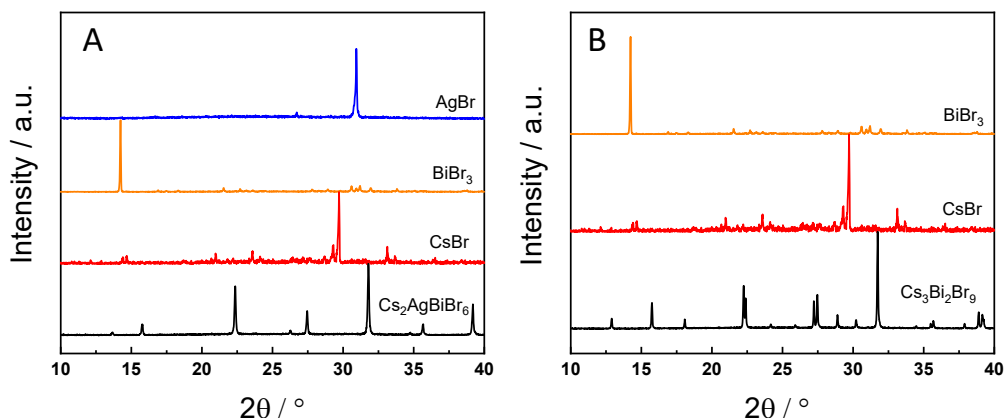 A
AgBr
BiBr₃
CsBr
Cs₂AgBiBr₆
Intensity / a.u.
10 15 20 25 30 35 40
2θ / °
B
BiBr₃
CsBr
Cs₃Bi₂Br₉
Intensity / a.u.
10 15 20 25 30 35 40
2θ / °